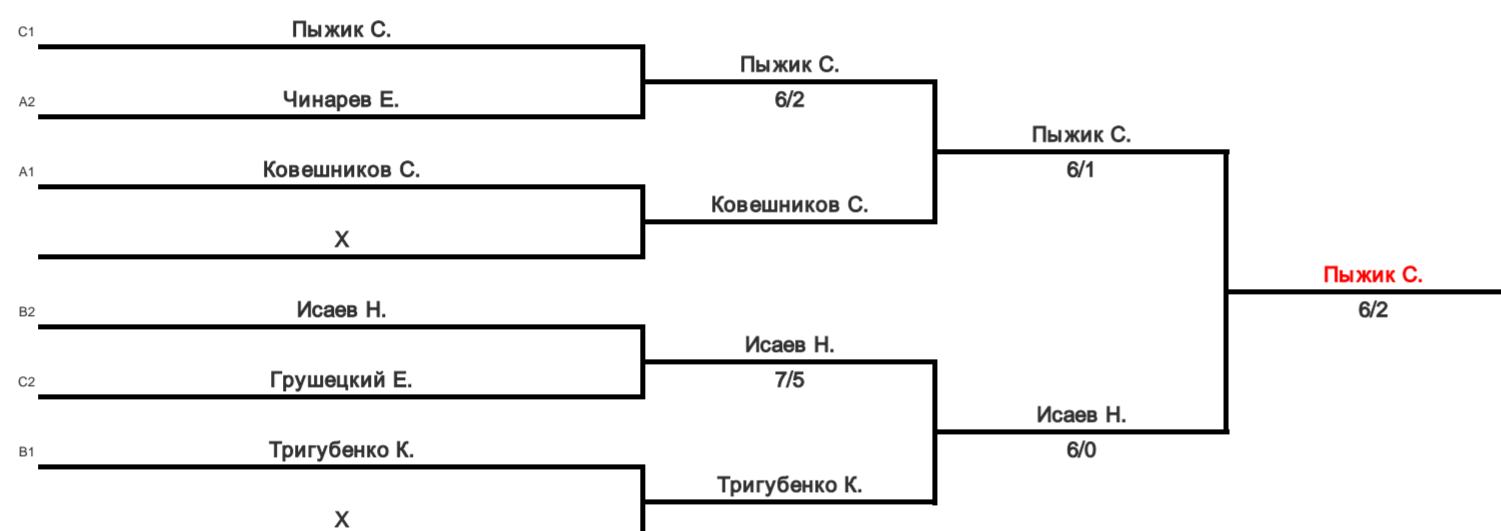 C1 Пыжик С.
Пыжик С.
A2 Чинарев Е.
6/2
Пыжик С.
A1 Ковешников С.
6/1
Ковешников С.
X
Пыжик С.
B2 Исаев Н.
6/2
Исаев Н.
C2 Грушецкий Е.
7/5
Исаев Н.
B1 Тригубенко К.
6/0
Тригубенко К.
X